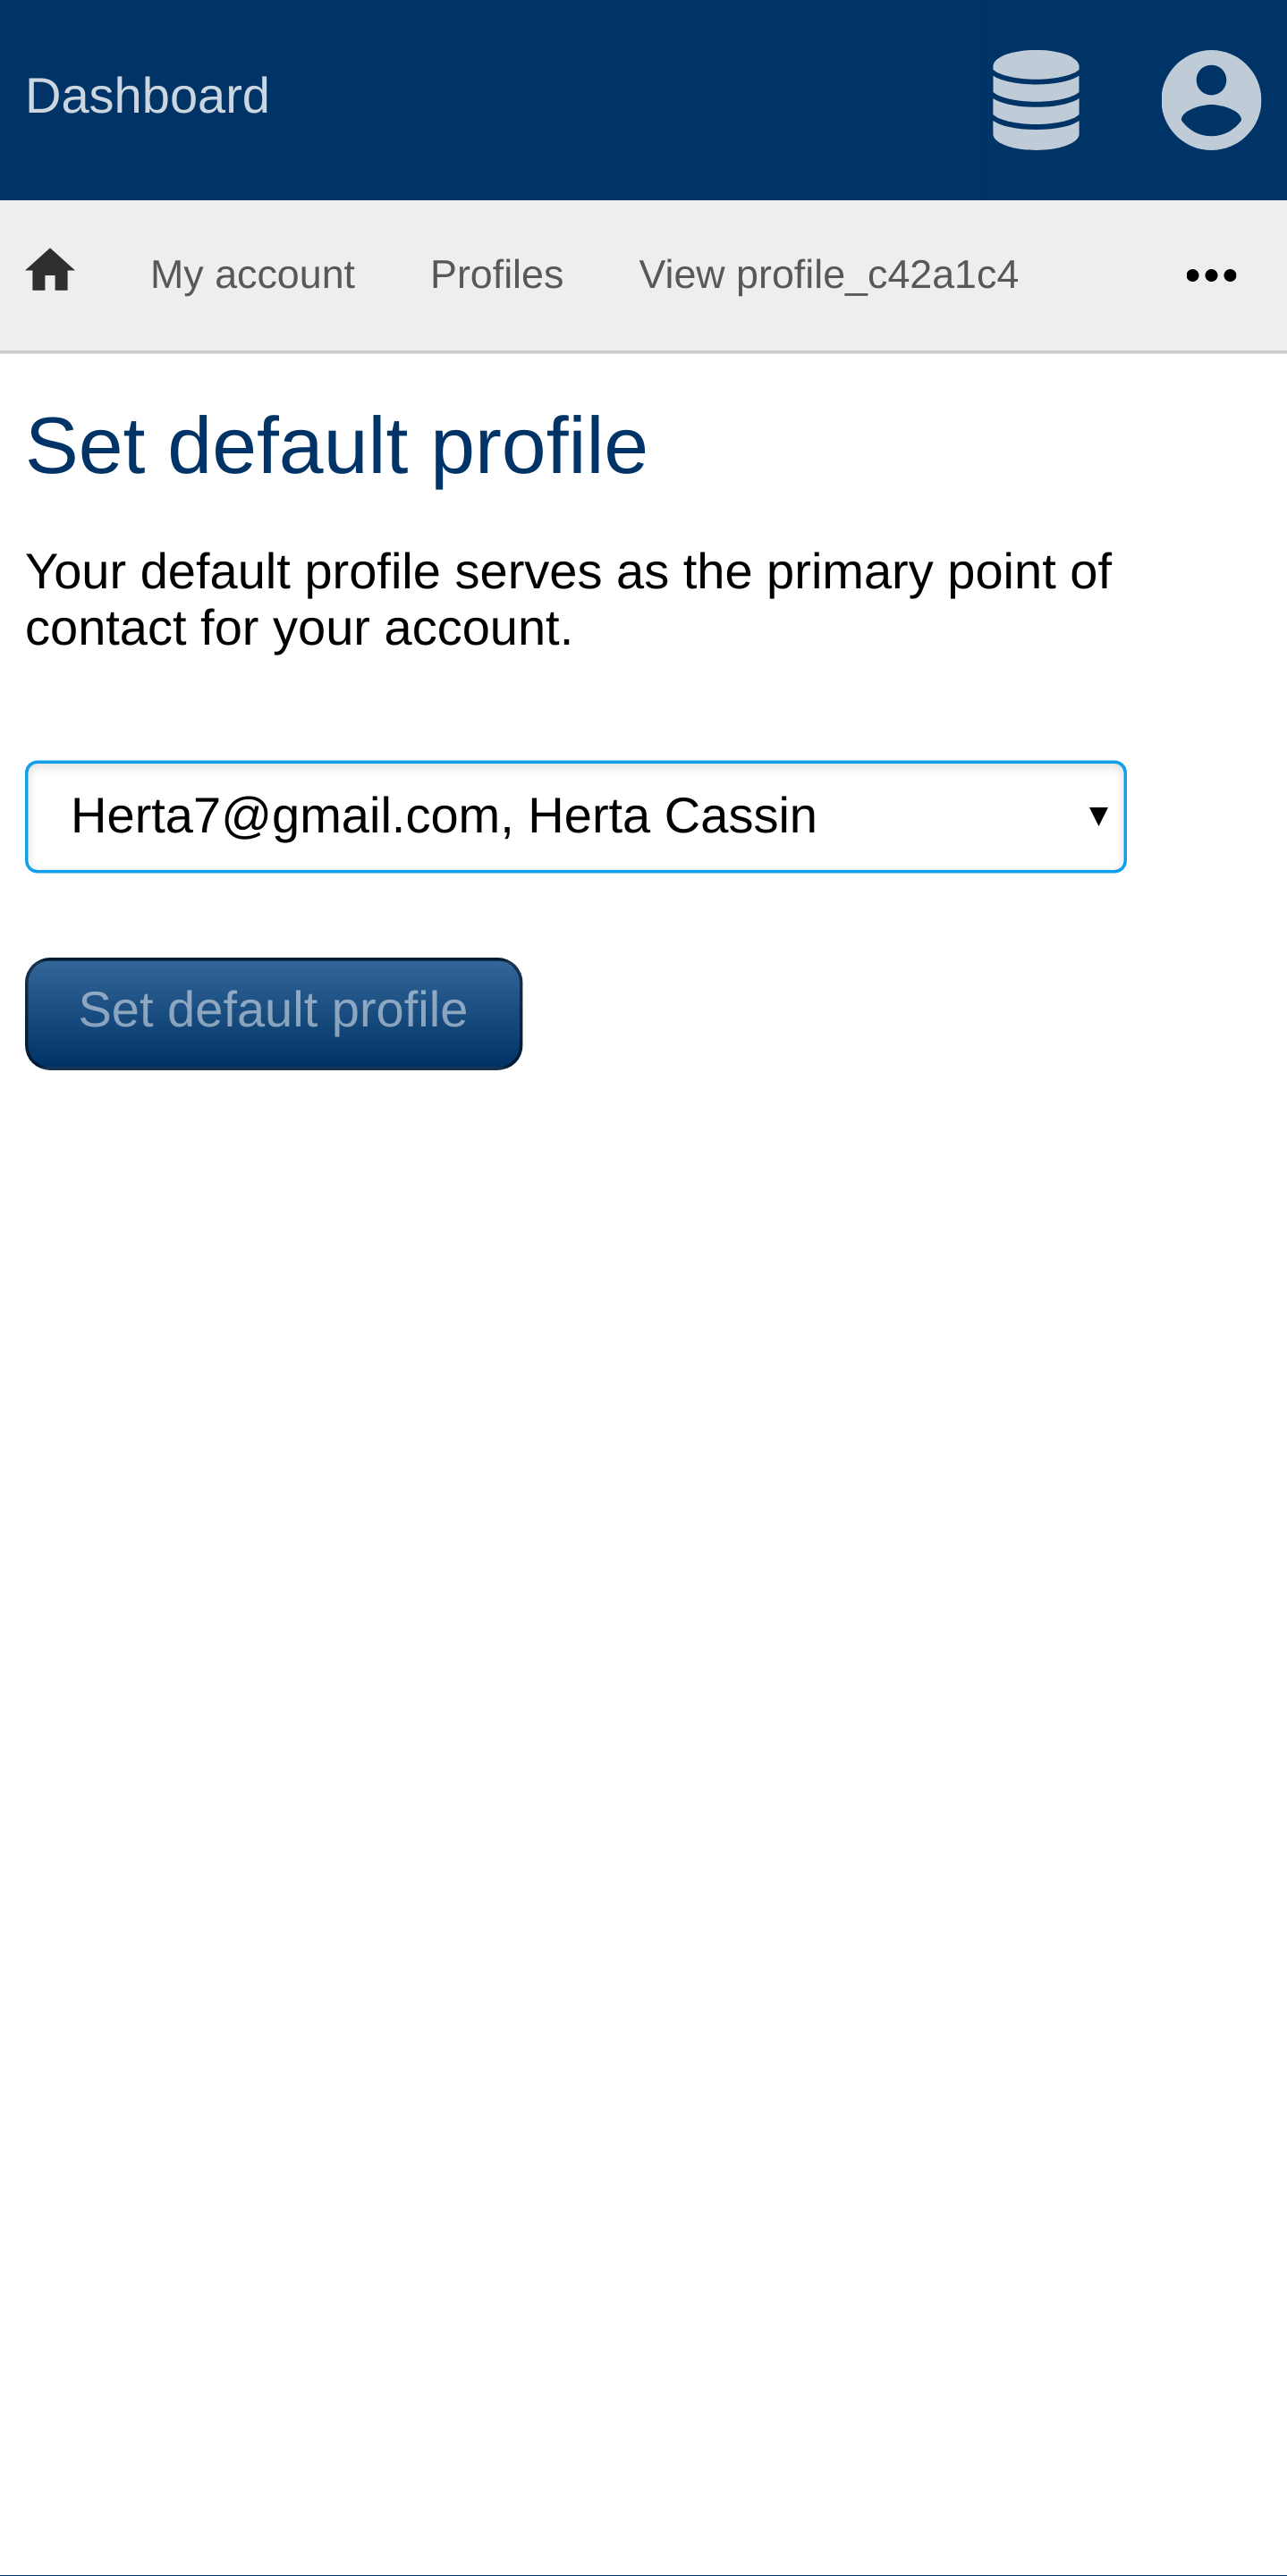 Dashboard
My account Profiles View profile_c42a1c4
Set default profile
Your default profile serves as the primary point of
contact for your account.
Herta7@gmail.com, Herta Cassin
Set default profile